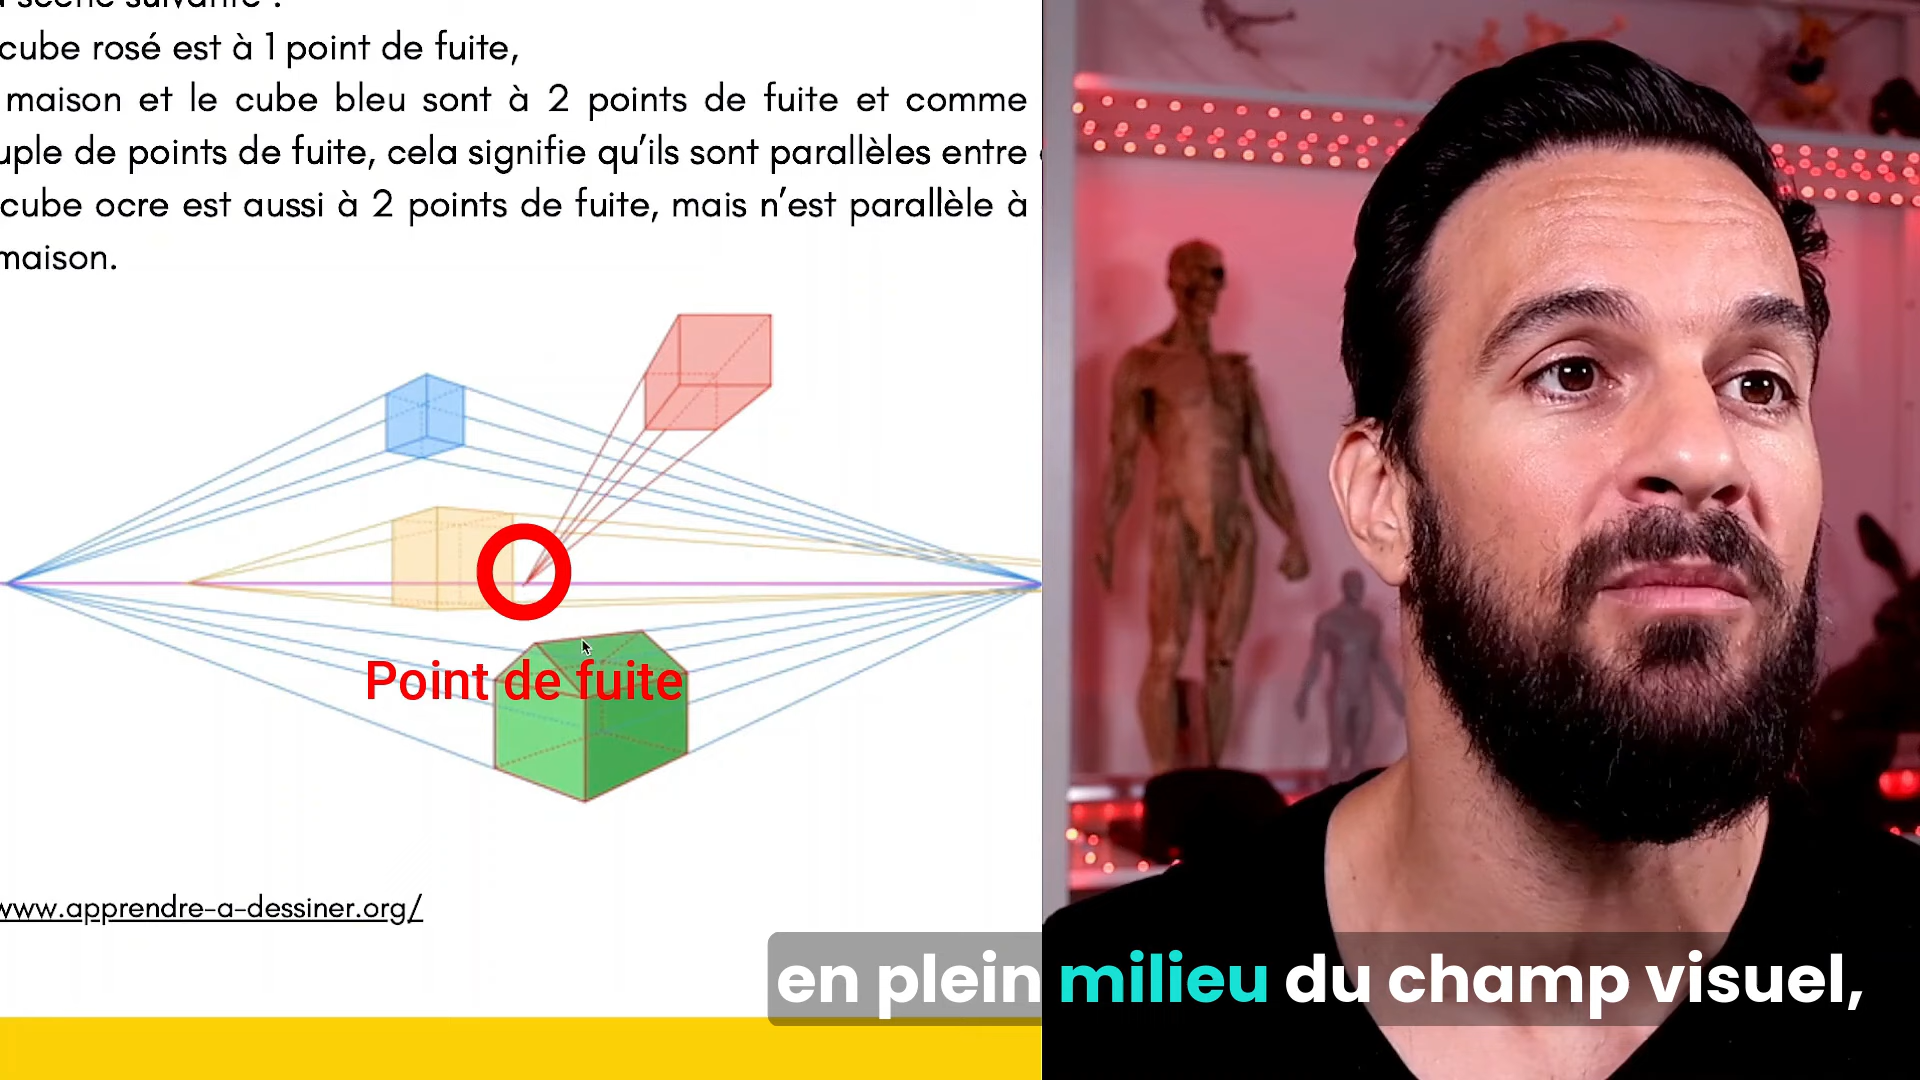 scène suivante :
cube rosé est à 1 point de fuite,
maison et le cube bleu sont à 2 points de fuite et comme
uple de points de fuite, cela signifie qu’ils sont parallèles entre
cube ocre est aussi à 2 points de fuite, mais n’est parallèle à
maison.
Point de fuite
www.apprendre-a-dessiner.org/
en plein milieu du champ visuel,